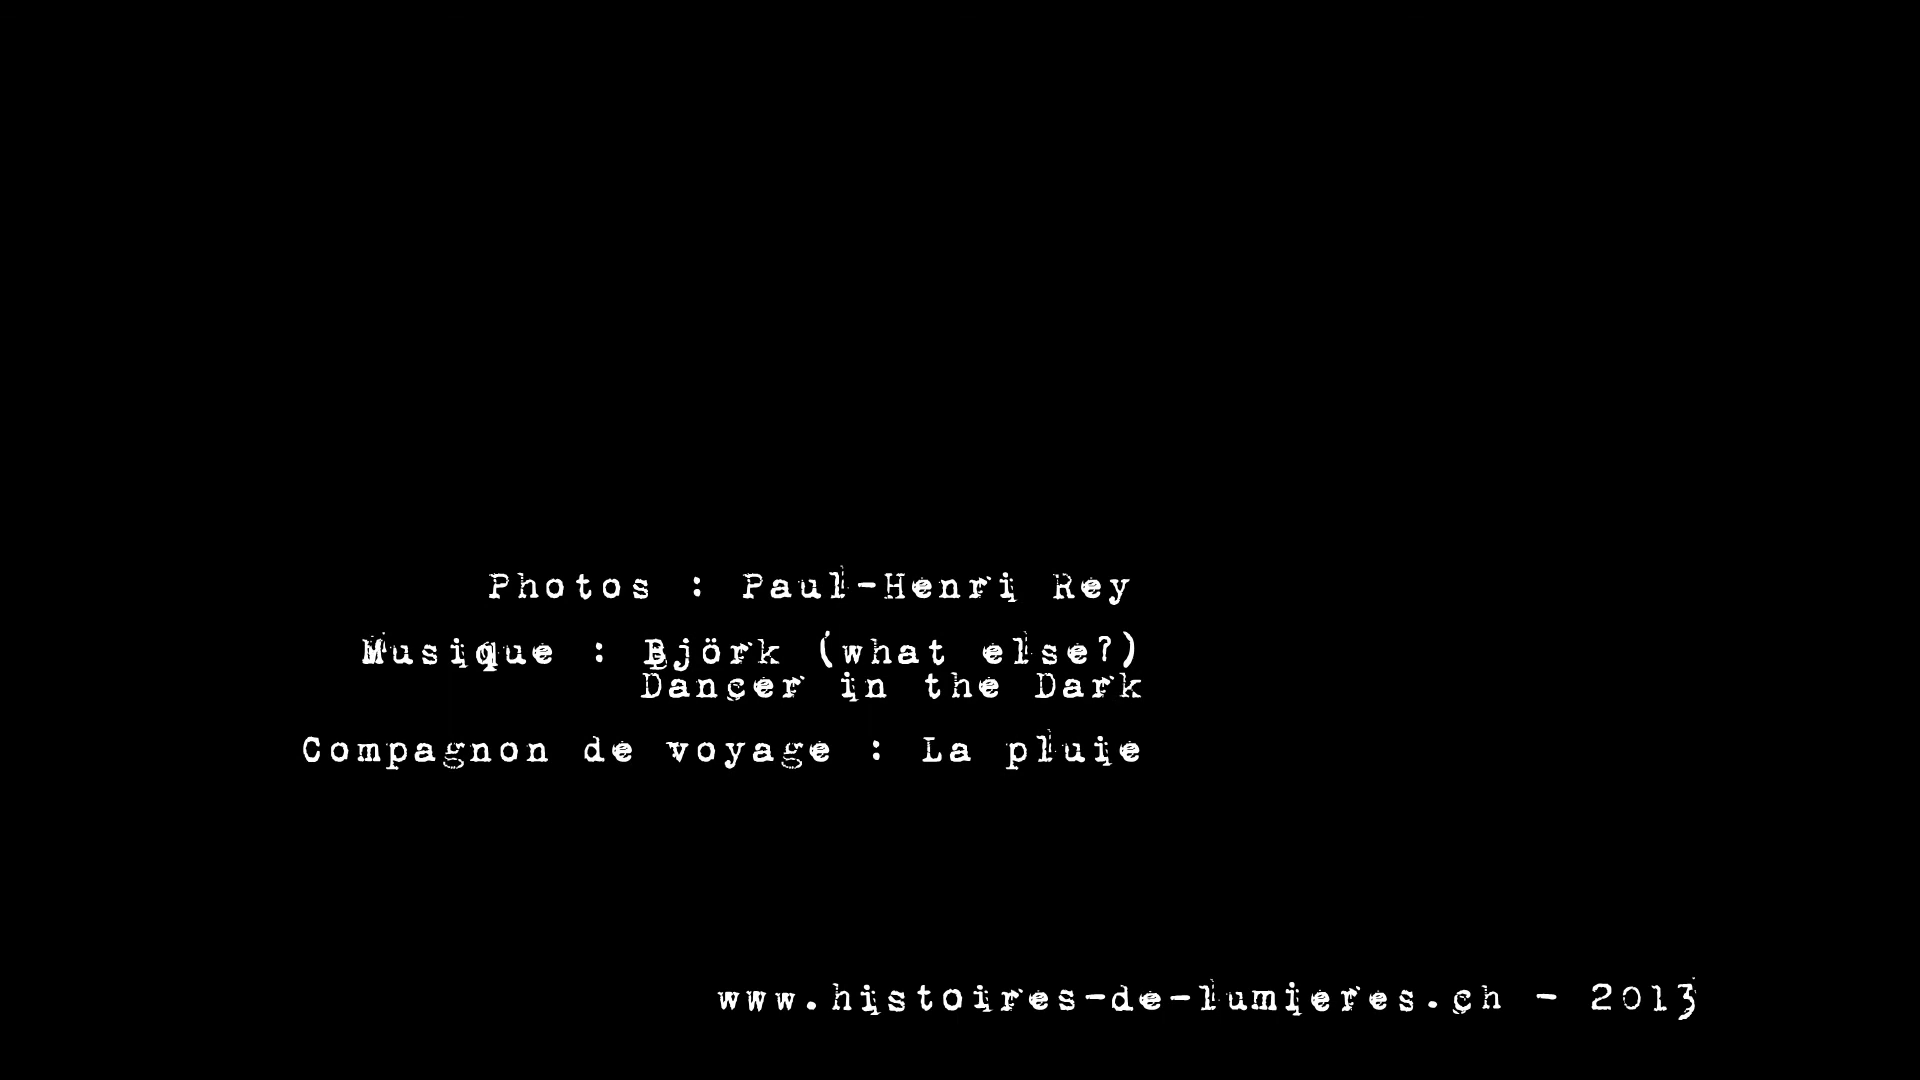 Photos : Paul-Henri Rey
Musique : Björk (what else?)
Dancer in the Dark
Compagnon de voyage : La pluie
www.histoires-de-lumieres.ch - 2013